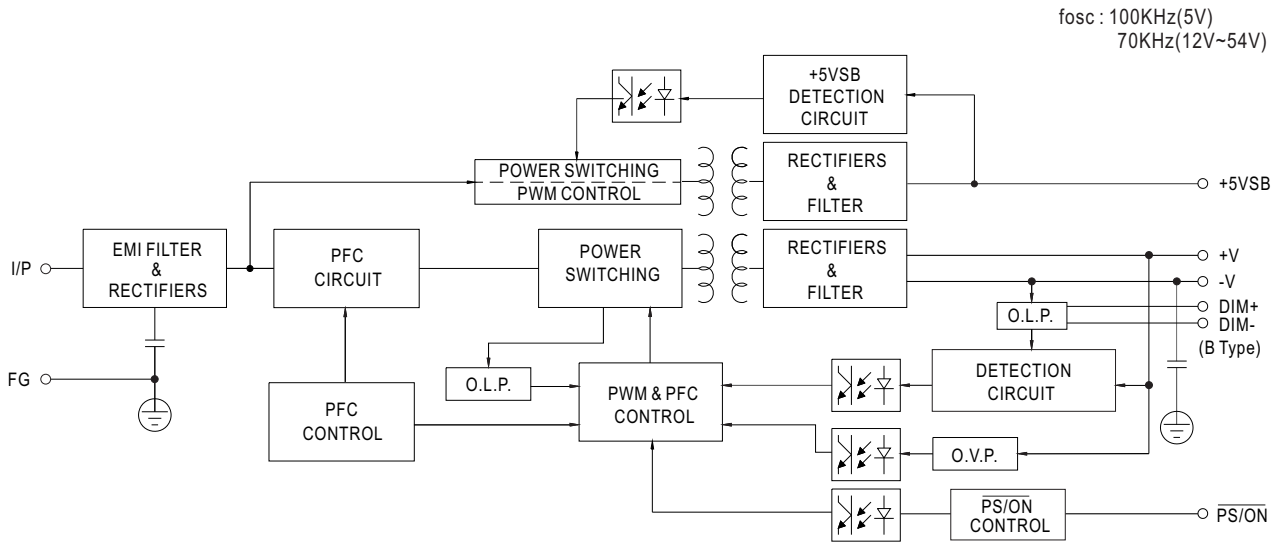 fosc : 100KHz(5V)
70KHz(12V~54V)
+5VSB
DETECTION
CIRCUIT
POWER SWITCHING
PWM CONTROL
RECTIFIERS
&
FILTER
+5VSB
I/P
EMI FILTER
&
RECTIFIERS
PFC
CIRCUIT
POWER
SWITCHING
RECTIFIERS
&
FILTER
+V
-V
DIM+
DIM-
(B Type)
O.L.P.
FG
O.L.P.
PFC
CONTROL
PWM & PFC
CONTROL
DETECTION
CIRCUIT
O.V.P.
PS/ON
CONTROL
PS/ON